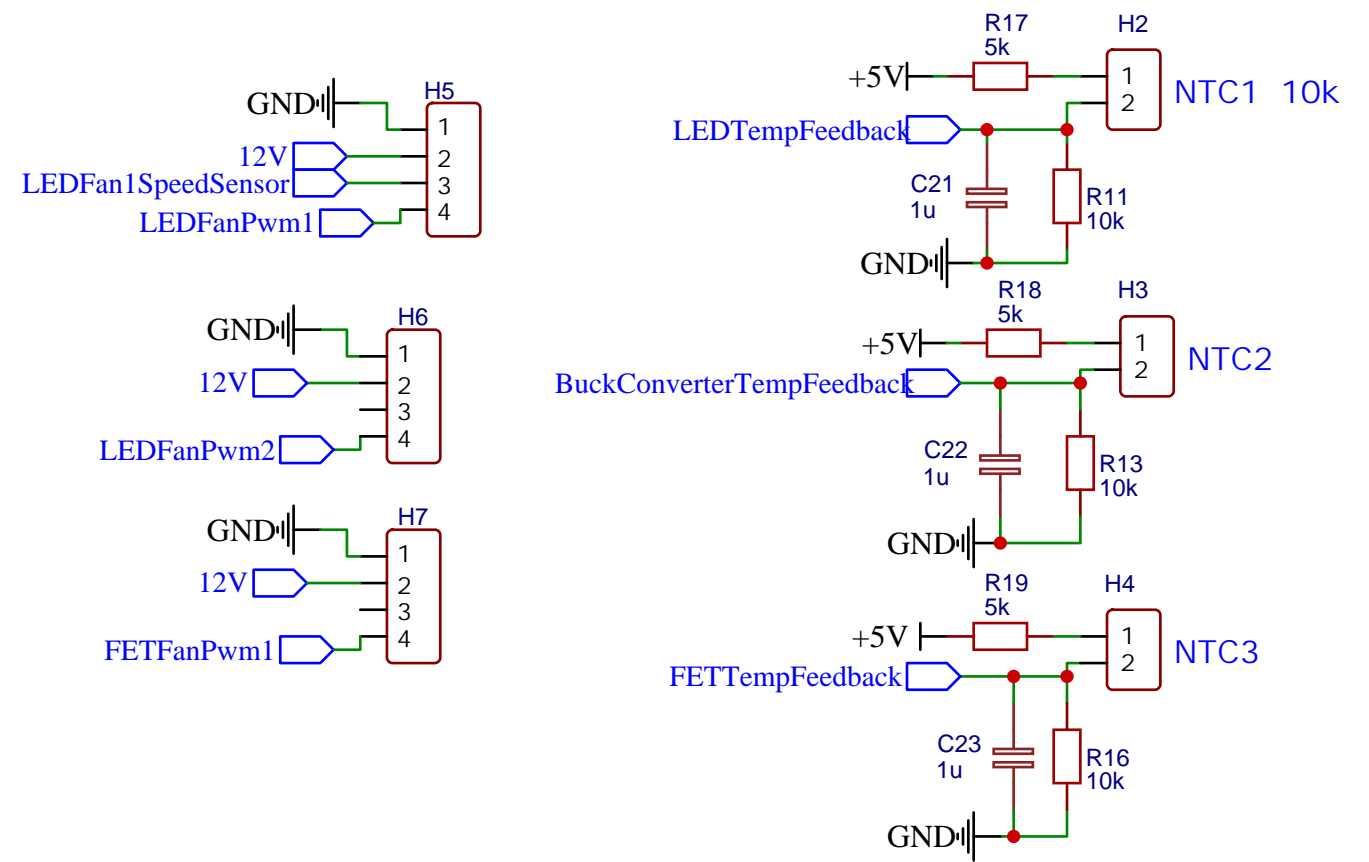 GND
H5
1
12V
2
LEDFan1SpeedSensor
3
LEDFanPwm1
4
GND
H6
1
12V
2
3
LEDFanPwm2
4
GND
H7
1
12V
2
3
FETFanPwm1
4
R17
5k
H2
+5V
1
2
NTC1 10k
LEDTempFeedback
C21
1u
R11
10k
GND
R18
5k
H3
+5V
1
2
NTC2
BuckConverterTempFeedback
C22
1u
R13
10k
GND
R19
5k
H4
+5V
1
2
NTC3
FETTempFeedback
C23
1u
R16
10k
GND